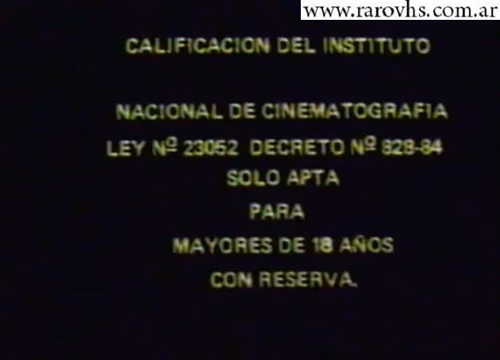 www.rarovhs.com.ar
CALIFICACION DEL INSTITUTO
NACIONAL DE CINEMATOGRAFIA
LEY Nº 23052 DECRETO Nº 828-84
SOLO APTA
PARA
MAYORES DE 18 AÑOS
CON RESERVA.